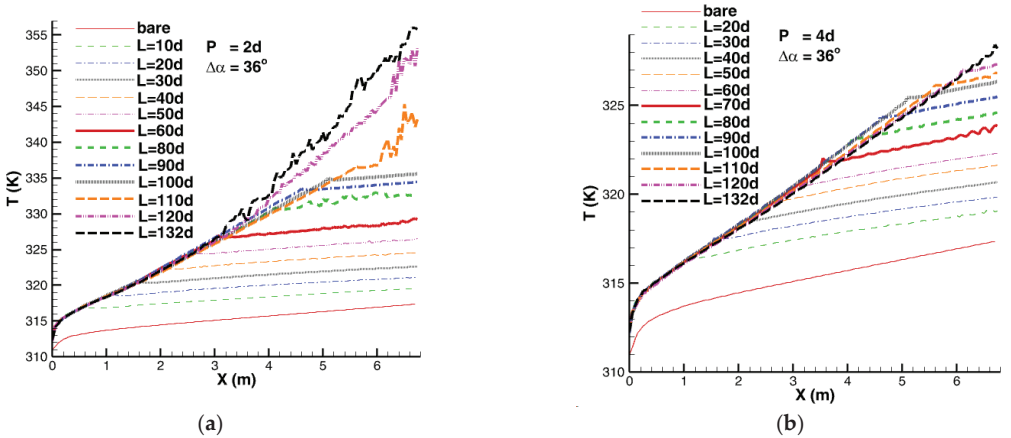 bare
L=10d
L=20d
L=30d
L=40d
L=50d
L=60d
L=80d
L=90d
L=100d
L=110d
L=120d
L=132d
P = 2d
Δα = 36°
T (K)
355
350
345
340
335
330
325
320
315
310
0 1 2 3 4 5 6
X (m)
(a)
bare
L=20d
L=30d
L=40d
L=50d
L=60d
L=70d
L=80d
L=90d
L=100d
L=110d
L=120d
L=132d
P = 4d
Δα = 36°
T (K)
325
320
315
310
0 1 2 3 4 5 6
X (m)
(b)